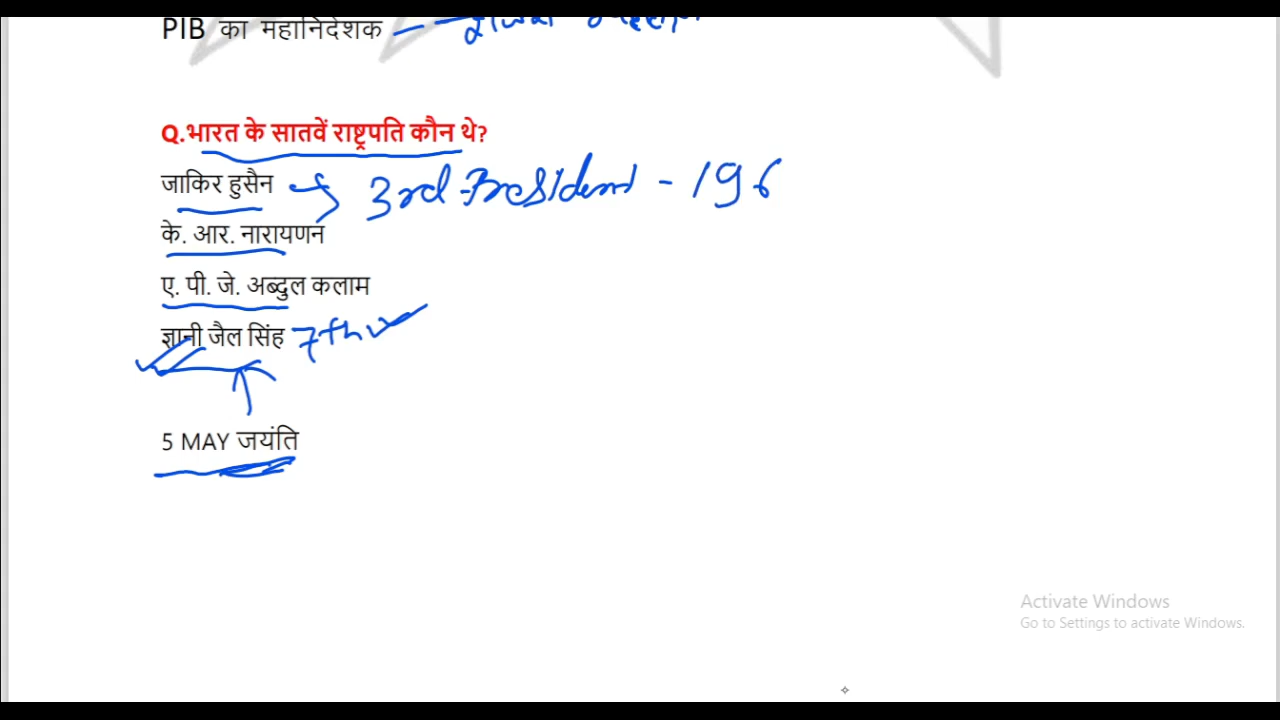 PIB का महानिदेशक –
Q.भारत के सातवें राष्ट्रपति कौन थे?
जाकिर हुसैन → 3rd President - 196
के. आर. नारायणन
ए. पी. जे. अब्दुल कलाम
ज्ञानी जैल सिंह 7th
5 MAY जयंति
Activate Windows
Go to Settings to activate Windows.